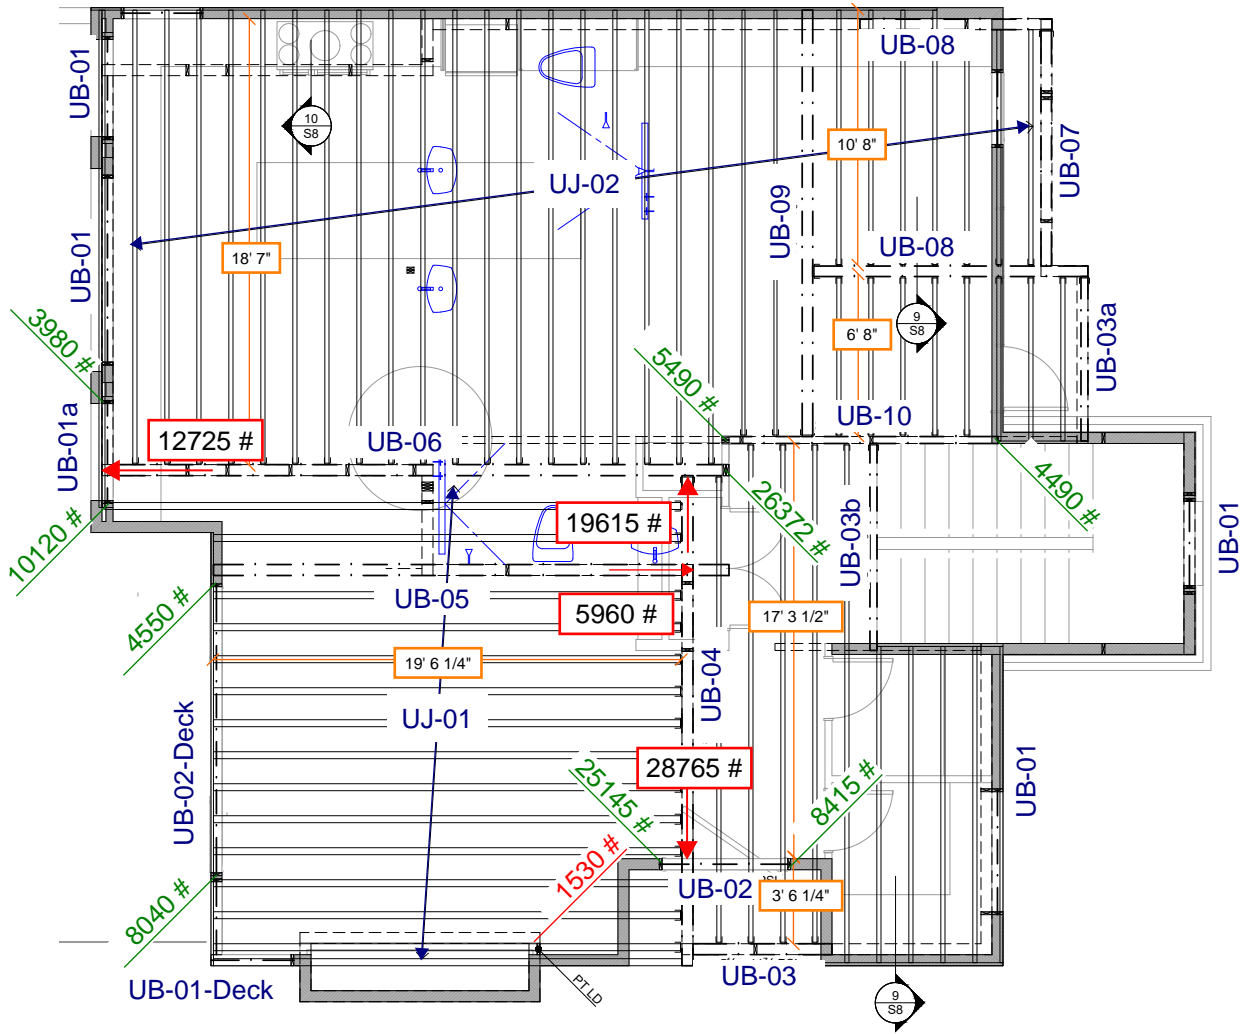 UB-01
UB-08
10
S8
10' 8"
UB-07
UJ-02
UB-09
UB-01
18' 7"
UB-08
3980 #
9
S8
6' 8"
UB-03a
5490 #
UB-01a
12725 #
UB-06
UB-10
4490 #
26372 #
19615 #
UB-03b
UB-01
10120 #
4550 #
UB-05
5960 #
17' 3 1/2"
19' 6 1/4"
UB-04
UJ-01
UB-02-Deck
28765 #
25145 #
8415 #
UB-01
1530 #
UB-02
3' 6 1/4"
8040 #
UB-03
UB-01-Deck
PT LD
9
S8